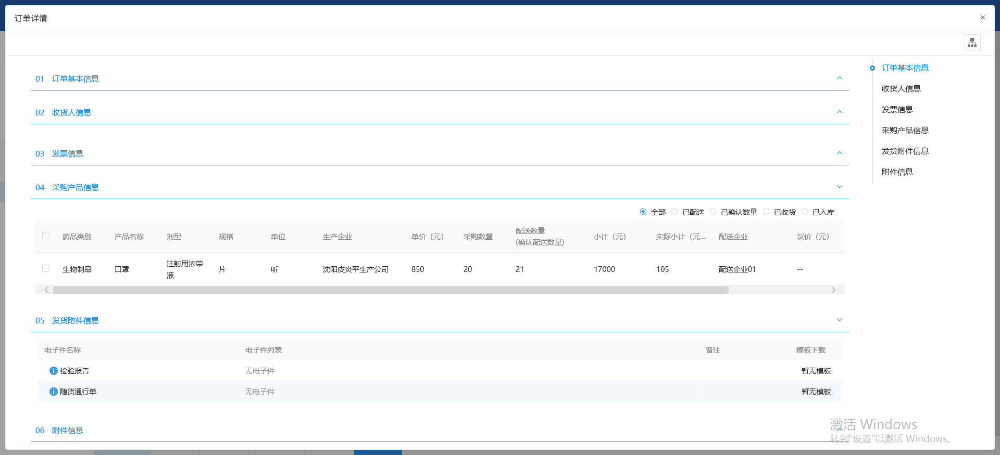 订单详情
01 订单基本信息
02 收货人信息
03 发票信息
04 采购产品信息
全部 已配送 已确认数量 已收货 已入库
药品类别 产品名称 剂型 规格 单位 生产企业 单价（元） 采购数量 配送数量 (确认配送数量) 小计（元） 实际小计（元... 配送企业 议价（元）
生物制品 口罩 注射用浓荣液 片 听 沈阳皮炎平生产公司 850 20 21 17000 105 配送企业01 --
05 发货附件信息
电子件名称 电子件列表 备注 模板下载
检验报告 无电子件 暂无模板
随货通行单 无电子件 暂无模板
06 附件信息
订单基本信息
收货人信息
发票信息
采购产品信息
发货附件信息
附件信息
激活 Windows
转到"设置"以激活 Windows。